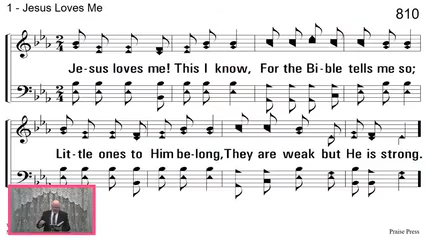 1 - Jesus Loves Me
810
Je-sus loves me! This I know, For the Bi-ble tells me so;
Lit-tle ones to Him be-long, They are weak but He is strong.
Praise Press